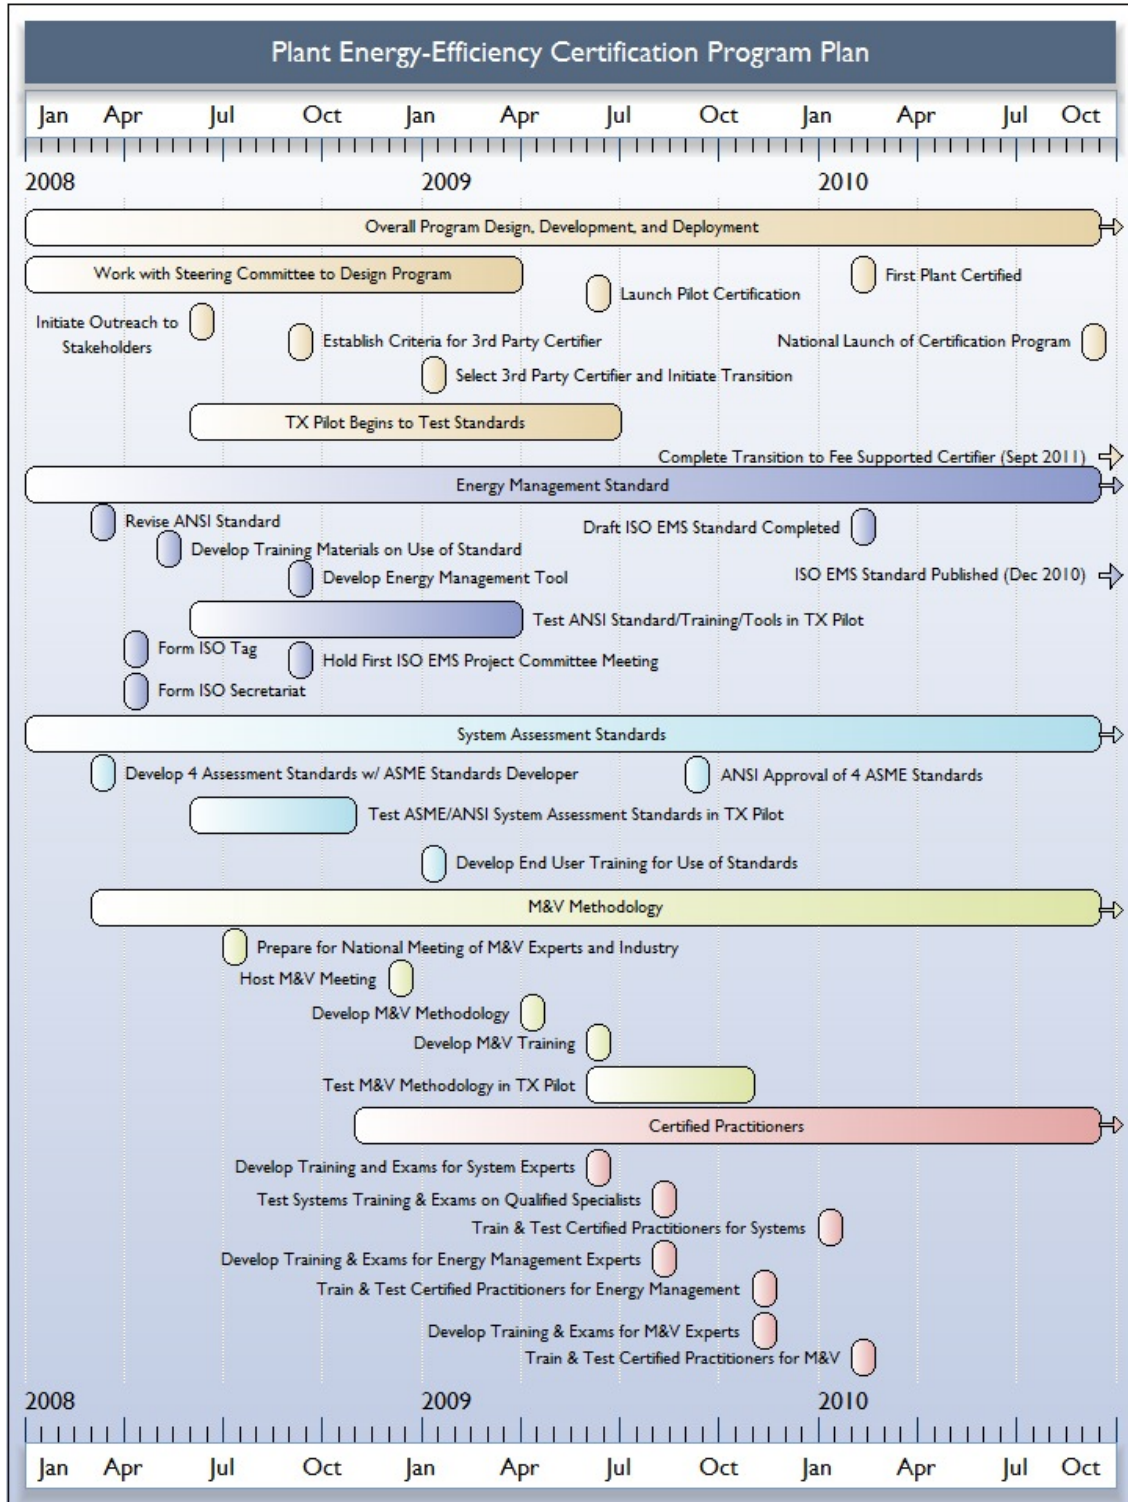 Plant Energy-Efficiency Certification Program Plan
Jan Apr Jul Oct Jan Apr Jul Oct Jan Apr Jul Oct
2008 2009 2010
Overall Program Design, Development, and Deployment
Work with Steering Committee to Design Program
First Plant Certified
Launch Pilot Certification
Initiate Outreach to
Stakeholders
Establish Criteria for 3rd Party Certifier
National Launch of Certification Program
Select 3rd Party Certifier and Initiate Transition
TX Pilot Begins to Test Standards
Complete Transition to Fee Supported Certifier (Sept 2011)
Energy Management Standard
Revise ANSI Standard
Draft ISO EMS Standard Completed
Develop Training Materials on Use of Standard
Develop Energy Management Tool
ISO EMS Standard Published (Dec 2010)
Test ANSI Standard/Training/Tools in TX Pilot
Form ISO Tag
Hold First ISO EMS Project Committee Meeting
Form ISO Secretariat
System Assessment Standards
Develop 4 Assessment Standards w/ ASME Standards Developer
ANSI Approval of 4 ASME Standards
Test ASME/ANSI System Assessment Standards in TX Pilot
Develop End User Training for Use of Standards
M&V Methodology
Prepare for National Meeting of M&V Experts and Industry
Host M&V Meeting
Develop M&V Methodology
Develop M&V Training
Test M&V Methodology in TX Pilot
Certified Practitioners
Develop Training and Exams for System Experts
Test Systems Training & Exams on Qualified Specialists
Train & Test Certified Practitioners for Systems
Develop Training & Exams for Energy Management Experts
Train & Test Certified Practitioners for Energy Management
Develop Training & Exams for M&V Experts
Train & Test Certified Practitioners for M&V
2008 2009 2010
Jan Apr Jul Oct Jan Apr Jul Oct Jan Apr Jul Oct